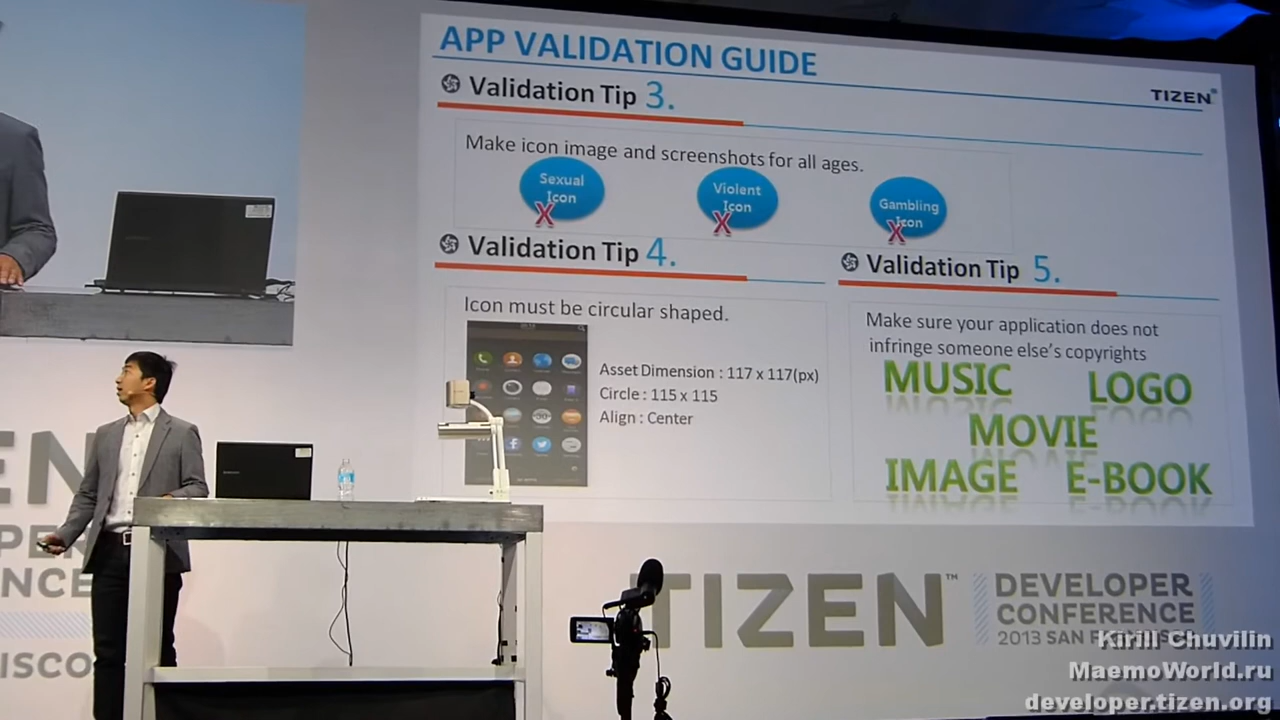 APP VALIDATION GUIDE
TIZEN
Validation Tip 3.
Make icon image and screenshots for all ages.
Sexual
Icon
X
Violent
Icon
X
Gambling
Icon
X
Validation Tip 4.
Icon must be circular shaped.
Asset Dimension : 117 x 117(px)
Circle : 115 x 115
Align : Center
Validation Tip 5.
Make sure your application does not
infringe someone else's copyrights
MUSIC LOGO
MOVIE
IMAGE E-BOOK
TIZEN™
DEVELOPER
CONFERENCE
2013 SAN FRANCISCO
Kirill Chuvilin
MaemoWorld.ru
developer.tizen.org